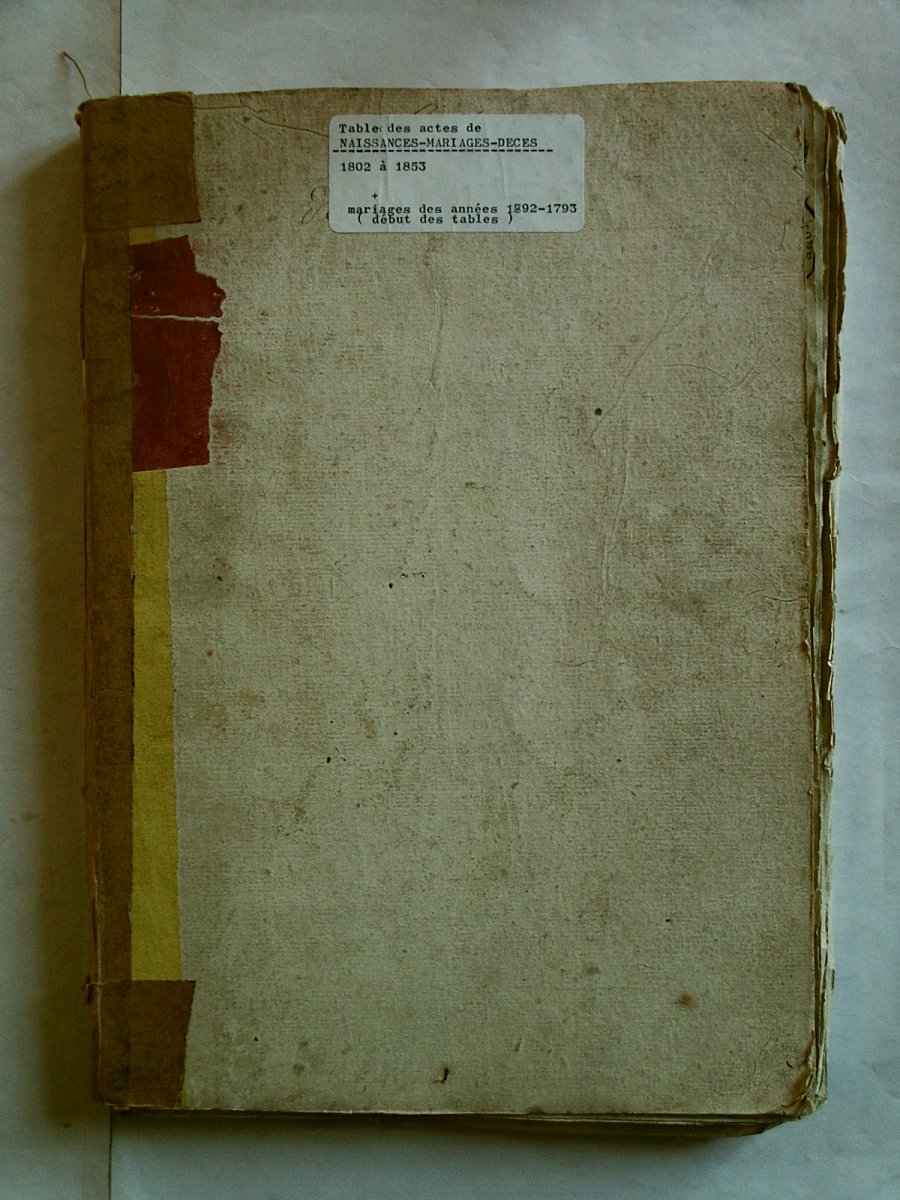 Table des actes de
NAISSANCES-MARIAGES-DECES
1802 à 1853
+
mariages des années 1892-1793
( début des tables )